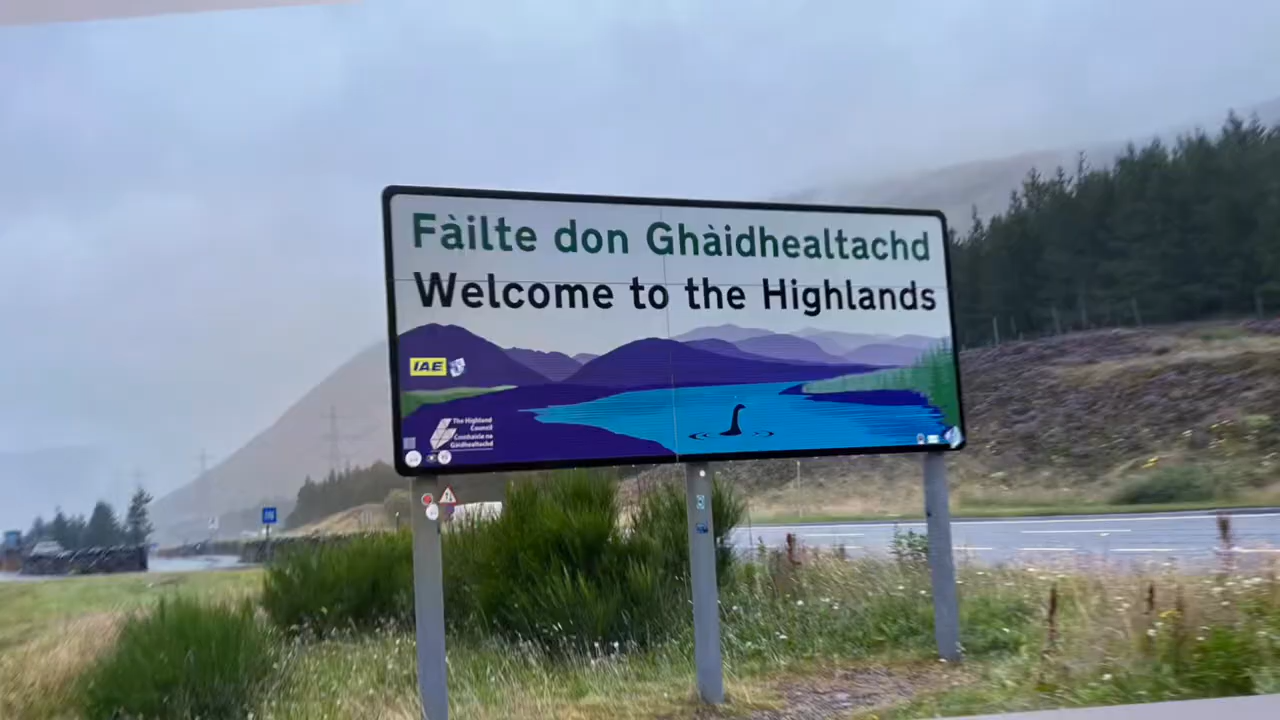 Fàilte don Ghàidhealtachd
Welcome to the Highlands
IAE
The Highland
Council
Comhairle na
Gàidhealtachd